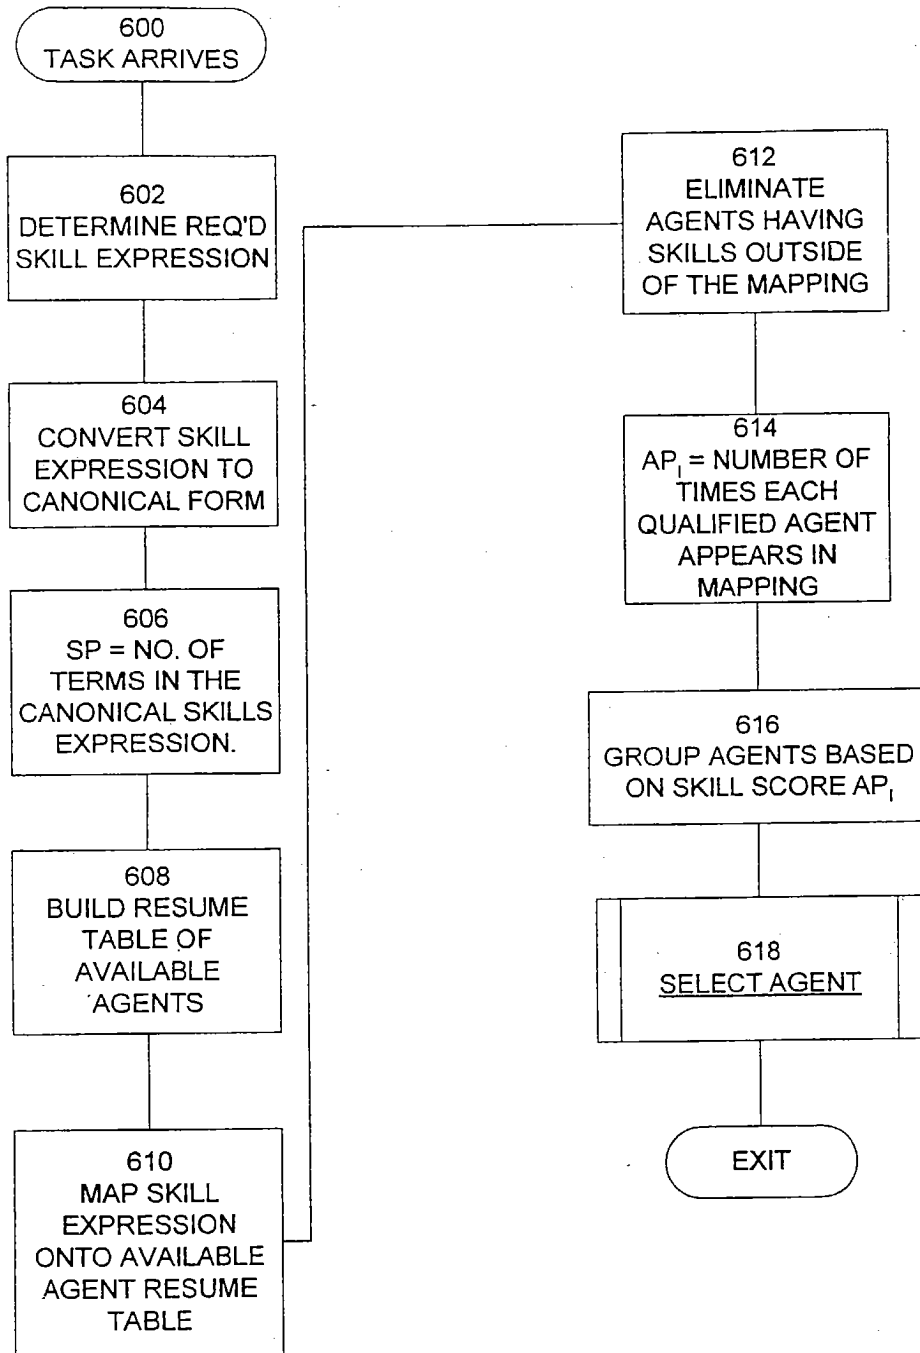 600
TASK ARRIVES
602
DETERMINE REQ'D
SKILL EXPRESSION
604
CONVERT SKILL
EXPRESSION TO
CANONICAL FORM
606
SP = NO. OF
TERMS IN THE
CANONICAL SKILLS
EXPRESSION.
608
BUILD RESUME
TABLE OF
AVAILABLE
AGENTS
610
MAP SKILL
EXPRESSION
ONTO AVAILABLE
AGENT RESUME
TABLE
612
ELIMINATE
AGENTS HAVING
SKILLS OUTSIDE
OF THE MAPPING
614
AP_I = NUMBER OF
TIMES EACH
QUALIFIED AGENT
APPEARS IN
MAPPING
616
GROUP AGENTS BASED
ON SKILL SCORE AP_I
618
SELECT AGENT
EXIT